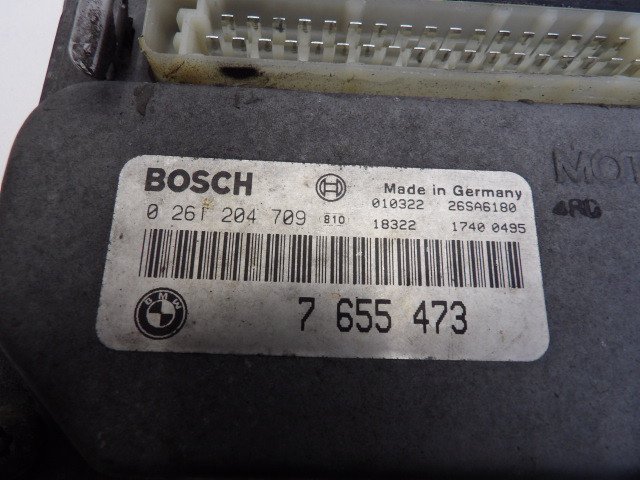 BOSCH
Made in Germany
010322 26SA6180
0 261 204 709 810
18322 1740 0495
BMW
7 655 473
MOT